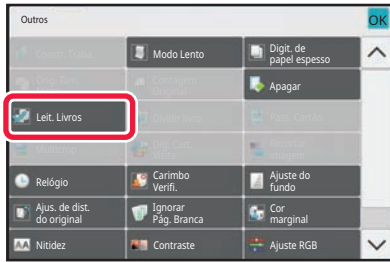 Outros
OK
Modo Lento
Digit. de
papel espesso
Apagar
Leit. Livros
Relógio
Carimbo
Verifi.
Ajuste do
fundo
Ajus. de dist.
do original
Ignorar
Pág. Branca
Cor
marginal
Nitidez
Contraste
Ajuste RGB